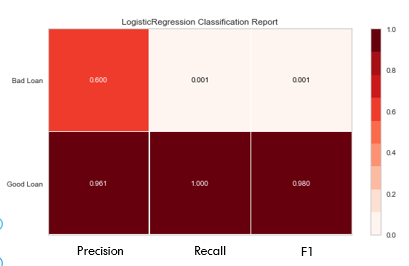 LogisticRegression Classification Report
1.0
Bad Loan 0.600 0.001 0.001
0.8
0.6
0.4
Good Loan 0.961 1.000 0.980
0.2
0.0
Precision Recall F1